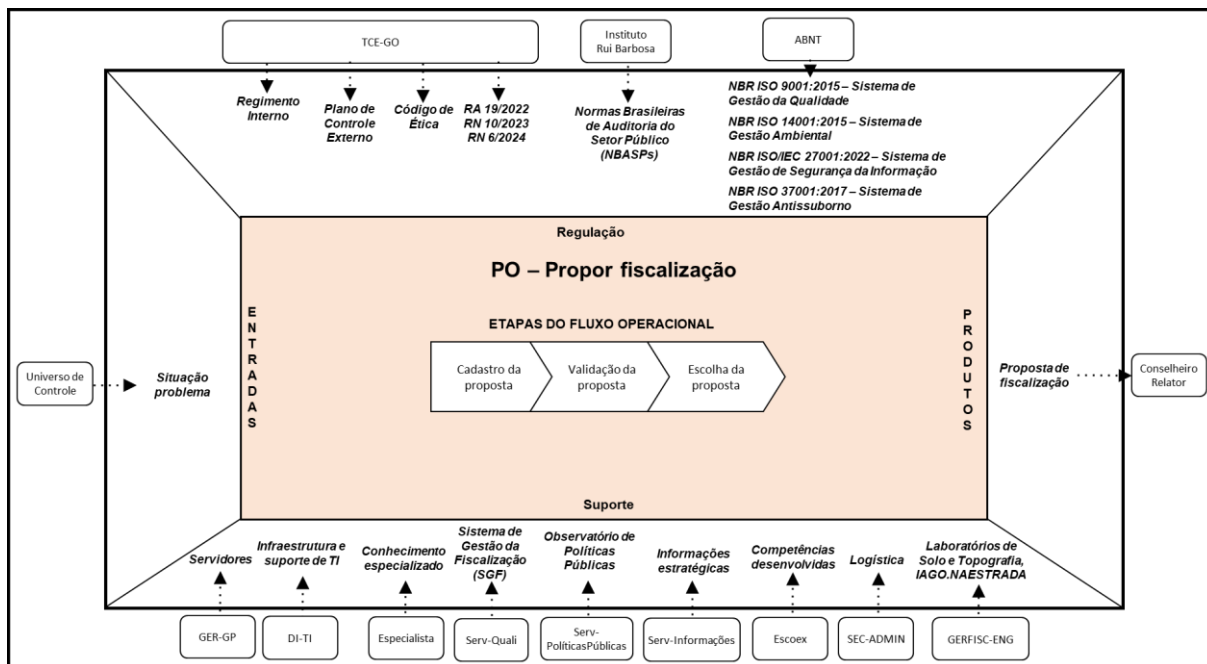 TCE-GO
Instituto
Rui Barbosa
ABNT
Regimento
Interno
Plano de
Controle
Externo
Código de
Ética
RA 19/2022
RN 10/2023
RN 6/2024
Normas Brasileiras
de Auditoria do
Setor Público
(NBASPs)
NBR ISO 9001:2015 – Sistema de
Gestão da Qualidade
NBR ISO 14001:2015 – Sistema de
Gestão Ambiental
NBR ISO/IEC 27001:2022 – Sistema de
Gestão de Segurança da Informação
NBR ISO 37001:2017 – Sistema de
Gestão Antissuborno
Regulação
PO – Propor fiscalização
ETAPAS DO FLUXO OPERACIONAL
Cadastro da
proposta
Validação da
proposta
Escolha da
proposta
ENTRADAS
PRODUTOS
Universo de
Controle
Situação
problema
Proposta de
fiscalização
Conselheiro
Relator
Suporte
Servidores
Infraestrutura e
suporte de TI
Conhecimento
especializado
Sistema de
Gestão da
Fiscalização
(SGF)
Observatório de
Políticas
Públicas
Informações
estratégicas
Competências
desenvolvidas
Logística
Laboratórios de
Solo e Topografia,
IAGO.NAESTRADA
GER-GP
DI-TI
Especialista
Serv-Quali
Serv-
PolíticasPúblicas
Serv-Informações
Escoex
SEC-ADMIN
GERFISC-ENG